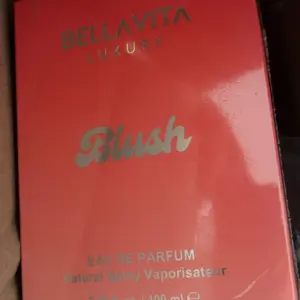 BELLAVITA
LUXURY
Blush
EAU DE PARFUM
Natural Spray Vaporisateur
100 ml ℮